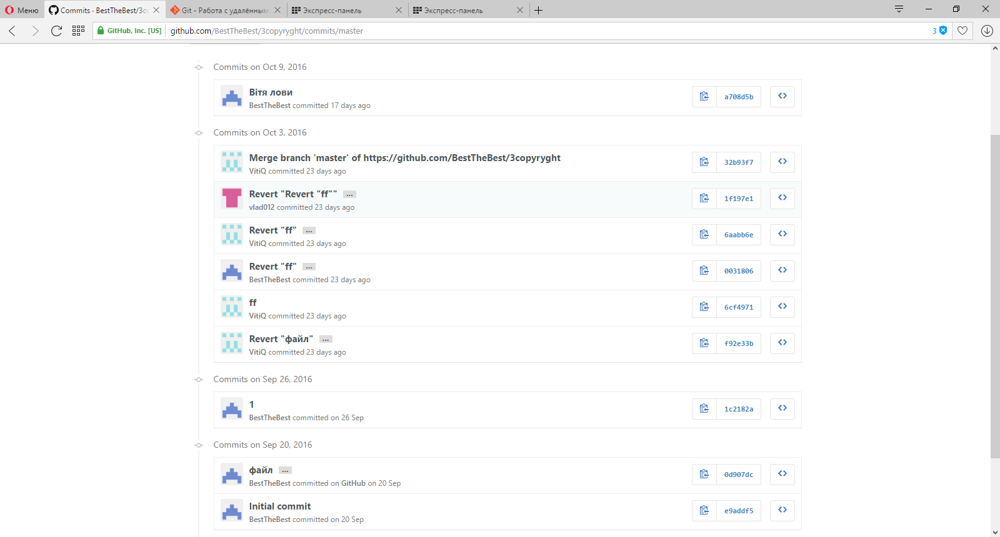 Меню
Commits · BestTheBest/3co
Git - Работа с удалённым
Экспресс-панель
Экспресс-панель
GitHub, Inc. [US]
github.com/BestTheBest/3copyryght/commits/master
3
Commits on Oct 9, 2016
Вітя лови
BestTheBest committed 17 days ago
a708d5b
Commits on Oct 3, 2016
Merge branch 'master' of https://github.com/BestTheBest/3copyryght
VitiQ committed 23 days ago
32b93f7
Revert "Revert "ff"" …
vlad012 committed 23 days ago
1f197e1
Revert "ff" …
VitiQ committed 23 days ago
6aabb6e
Revert "ff" …
BestTheBest committed 23 days ago
0031806
ff
VitiQ committed 23 days ago
6cf4971
Revert "файл" …
VitiQ committed 23 days ago
f92e33b
Commits on Sep 26, 2016
1
BestTheBest committed on 26 Sep
1c2182a
Commits on Sep 20, 2016
файл …
BestTheBest committed on GitHub on 20 Sep
0d907dc
Initial commit
BestTheBest committed on 20 Sep
e9addf5